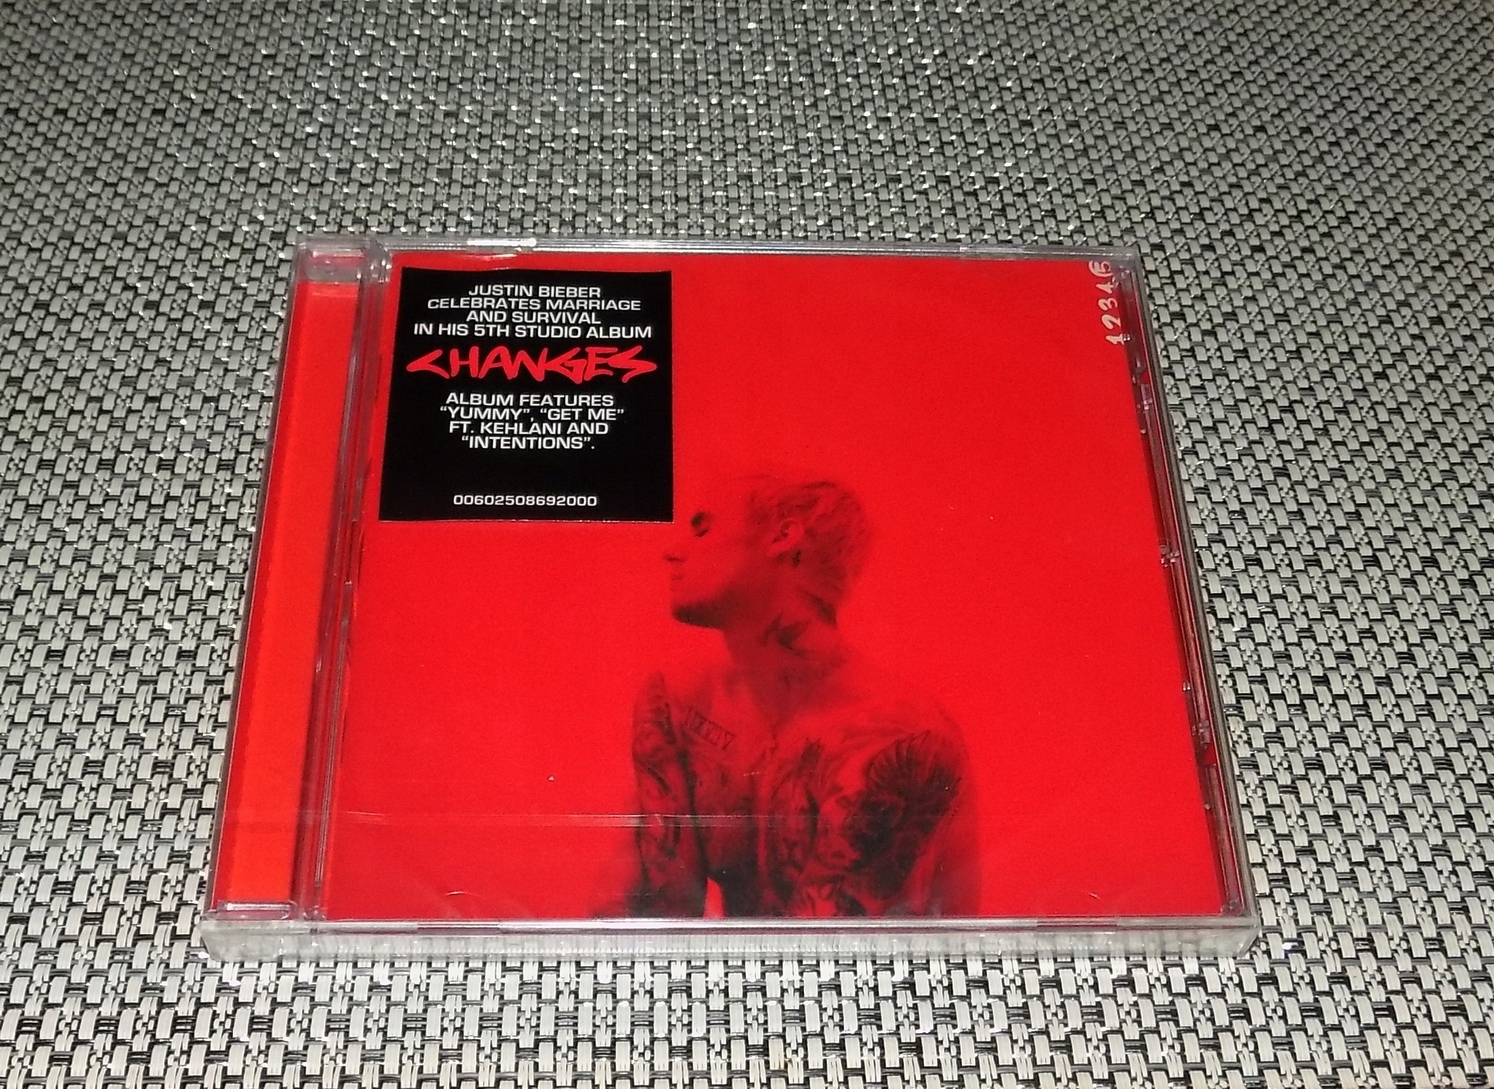 JUSTIN BIEBER
CELEBRATES MARRIAGE
AND SURVIVAL
IN HIS 5TH STUDIO ALBUM
CHANGES
ALBUM FEATURES
“YUMMY”, “GET ME”
FT. KEHLANI AND
“INTENTIONS”.
00602508692000
12345